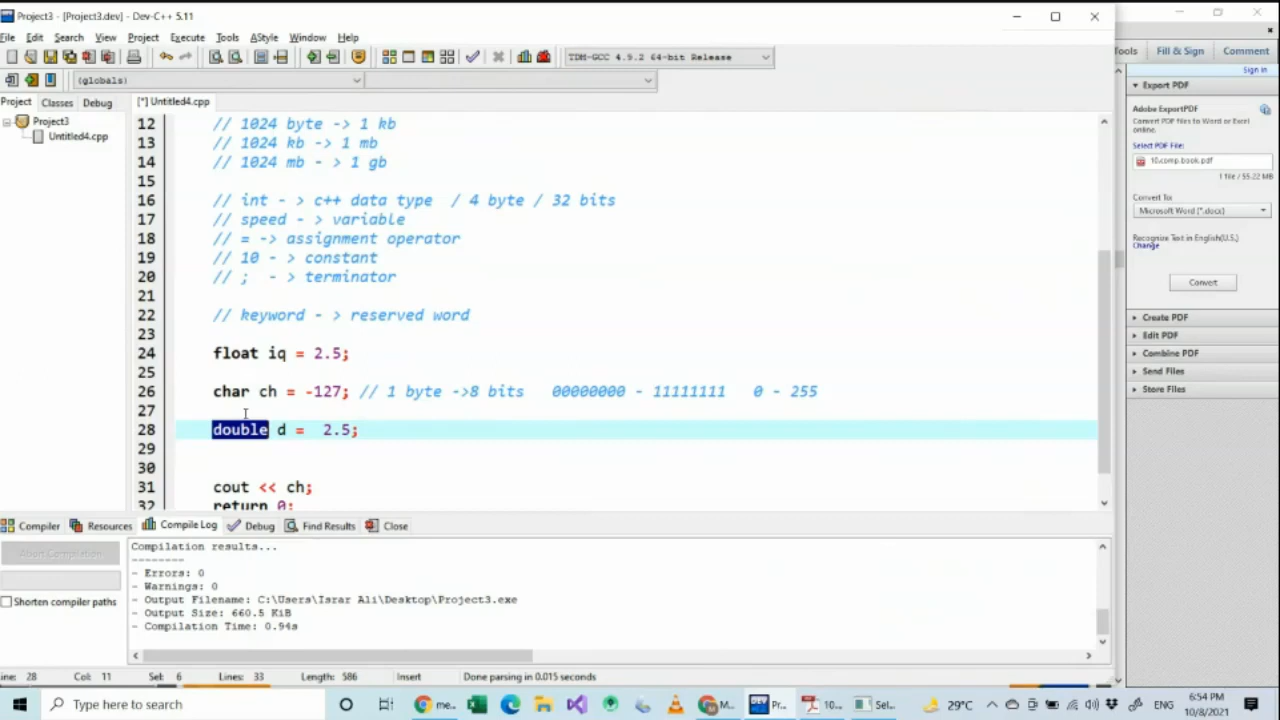 Project3 - [Project3.dev] - Dev-C++ 5.11
File Edit Search View Project Execute Tools AStyle Window Help
TDM-GCC 4.9.2 64-bit Release
(globals)
Project Classes Debug
[*] Untitled4.cpp
Project3
Untitled4.cpp
12 // 1024 byte -> 1 kb
13 // 1024 kb -> 1 mb
14 // 1024 mb - > 1 gb
15
16 // int - > c++ data type / 4 byte / 32 bits
17 // speed - > variable
18 // = -> assignment operator
19 // 10 - > constant
20 // ; - > terminator
21
22 // keyword - > reserved word
23
24 float iq = 2.5;
25
26 char ch = -127; // 1 byte ->8 bits 00000000 - 11111111 0 - 255
27
28 double d = 2.5;
29
30
31 cout << ch;
32 return 0;
Compiler Resources Compile Log Debug Find Results Close
Abort Compilation
Shorten compiler paths
Compilation results...
--------
- Errors: 0
- Warnings: 0
- Output Filename: C:\Users\Israr Ali\Desktop\Project3.exe
- Output Size: 660.5 KiB
- Compilation Time: 0.94s
ine: 28 Col: 11 Sel: 6 Lines: 33 Length: 586 Insert Done parsing in 0.015 seconds
Tools Fill & Sign Comment
Sign In
Export PDF
Adobe ExportPDF
Convert PDF files to Word or Excel
online.
Select PDF File:
10.comp.book.pdf
1 file / 55.22 MB
Convert To:
Microsoft Word (*.docx)
Recognize Text in English(U.S.)
Change
Convert
Create PDF
Edit PDF
Combine PDF
Send Files
Store Files
Type here to search
me... M... Pr... 10... Sel...
29°C
ENG
6:54 PM
10/8/2021